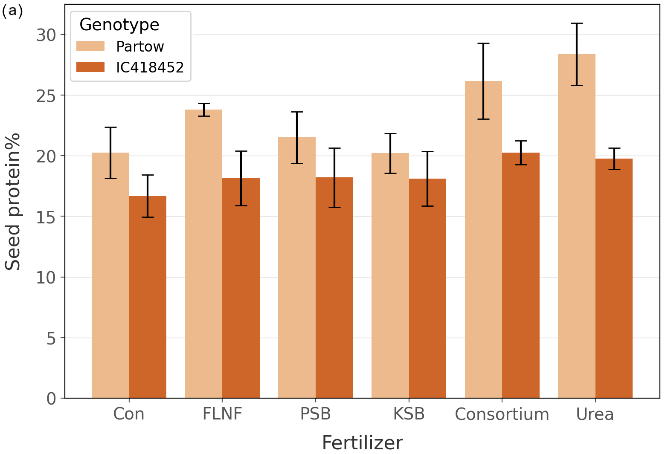 (a)
Genotype
Partow
IC418452
Seed protein%
30
25
20
15
10
5
0
Con FLNF PSB KSB Consortium Urea
Fertilizer